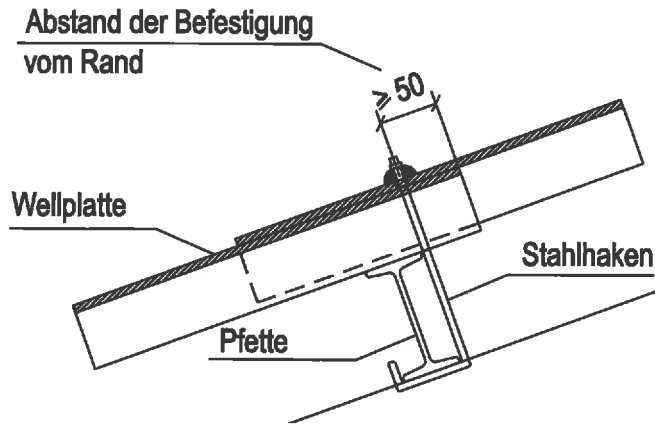 Abstand der Befestigung
vom Rand
≥ 50
Wellplatte
Stahlhaken
Pfette